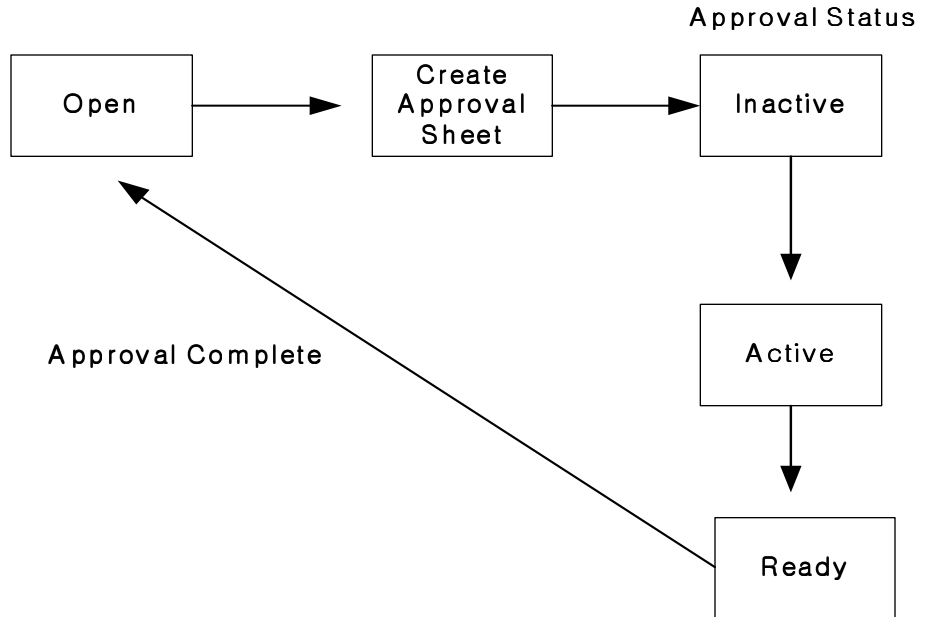 Approval Status
Open
Create
Approval
Sheet
Inactive
Approval Complete
Active
Ready